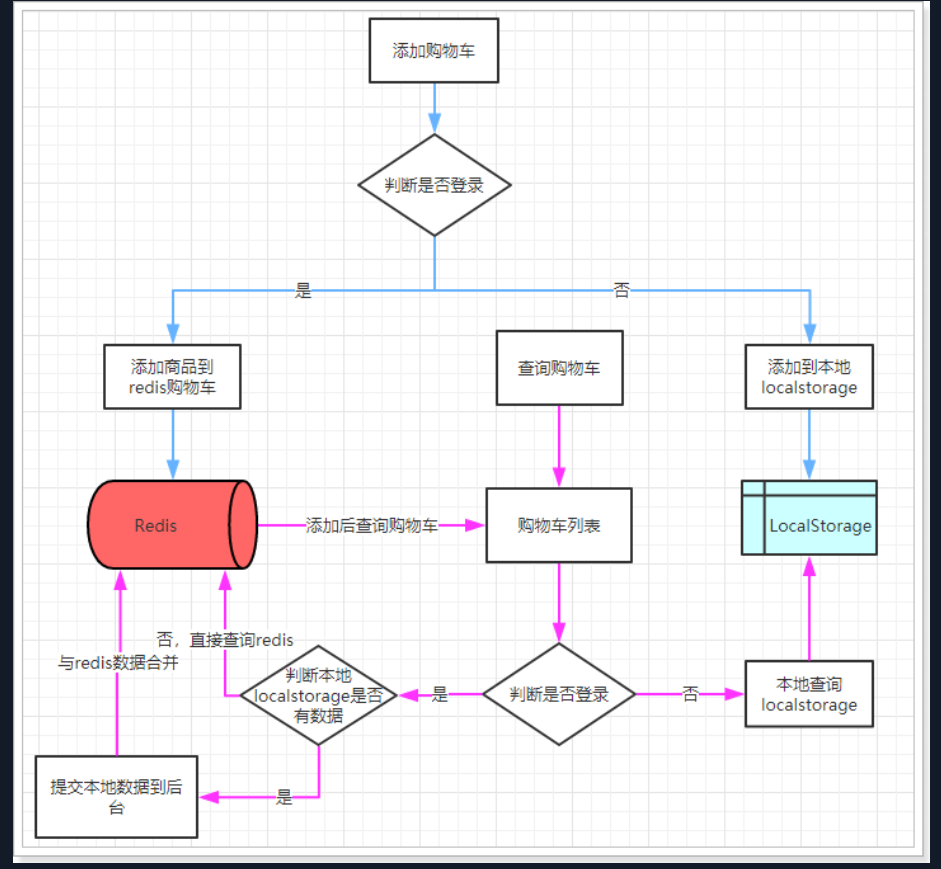 添加购物车
判断是否登录
是
否
添加商品到
redis购物车
查询购物车
添加到本地
localstorage
Redis
添加后查询购物车
购物车列表
LocalStorage
否，直接查询redis
与redis数据合并
判断本地
localstorage是否
有数据
是
判断是否登录
否
本地查询
localstorage
提交本地数据到后
台
是